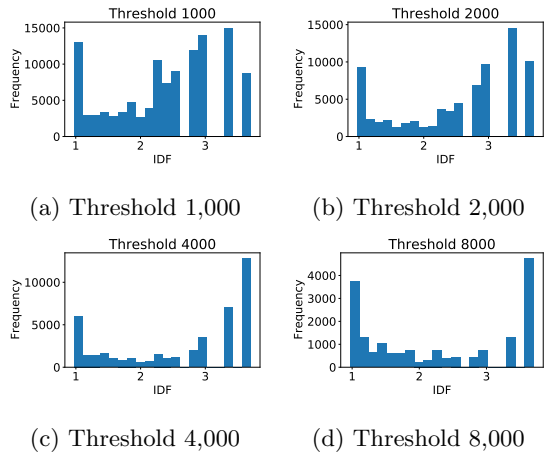 Threshold 1000
15000
10000
5000
0
Frequency
1 2 3
IDF
(a) Threshold 1,000
Threshold 2000
15000
10000
5000
0
Frequency
1 2 3
IDF
(b) Threshold 2,000
Threshold 4000
10000
5000
0
Frequency
1 2 3
IDF
(c) Threshold 4,000
Threshold 8000
4000
3000
2000
1000
0
Frequency
1 2 3
IDF
(d) Threshold 8,000